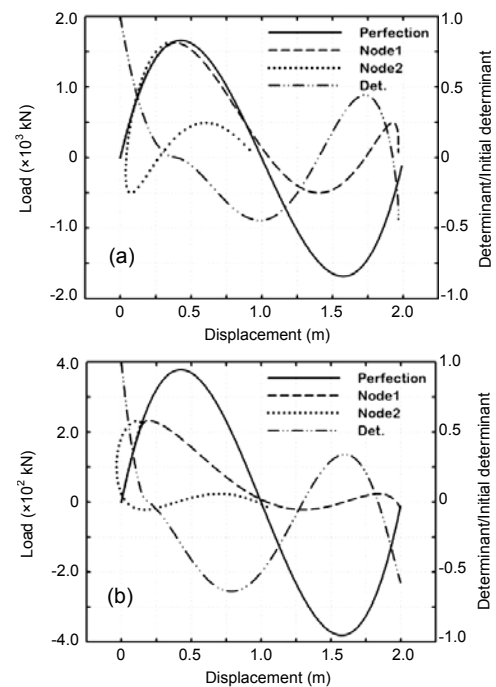 2.0
1.0
Perfection
Node1
Node2
Det.
1.0
0.5
0
0
-1.0
-0.5
(a)
-2.0
-1.0
0
0.5
1.0
1.5
2.0
Load (×10³ kN)
Determinant/Initial determinant
Displacement (m)
4.0
1.0
Perfection
Node1
Node2
Det.
2.0
0.5
0
0
-2.0
-0.5
(b)
-4.0
-1.0
0
0.5
1.0
1.5
2.0
Load (×10² kN)
Determinant/Initial determinant
Displacement (m)